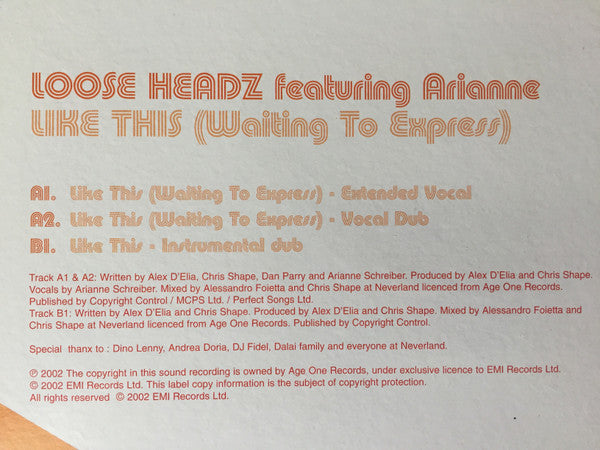 LOOSE HEADZ featuring Arianne
LIKE THIS (Waiting To Express)
A1. Like This (Waiting To Express) - Extended Vocal
A2. Like This (Waiting To Express) - Vocal Dub
B1. Like This - Instrumental dub
Track A1 & A2: Written by Alex D'Elia, Chris Shape, Dan Parry and Arianne Schreiber. Produced by Alex D'Elia and Chris Shape.
Vocals by Arianne Schreiber. Mixed by Alessandro Foietta and Chris Shape at Neverland licenced from Age One Records.
Published by Copyright Control / MCPS Ltd. / Perfect Songs Ltd.
Track B1: Written by Alex D'Elia and Chris Shape. Produced by Alex D'Elia and Chris Shape. Mixed by Alessandro Foietta and
Chris Shape at Neverland licenced from Age One Records. Published by Copyright Control.
Special thanx to : Dino Lenny, Andrea Doria, DJ Fidel, Dalai family and everyone at Neverland.
℗ 2002 The copyright in this sound recording is owned by Age One Records, under exclusive licence to EMI Records Ltd.
© 2002 EMI Records Ltd. This label copy information is the subject of copyright protection.
All rights reserved © 2002 EMI Records Ltd.